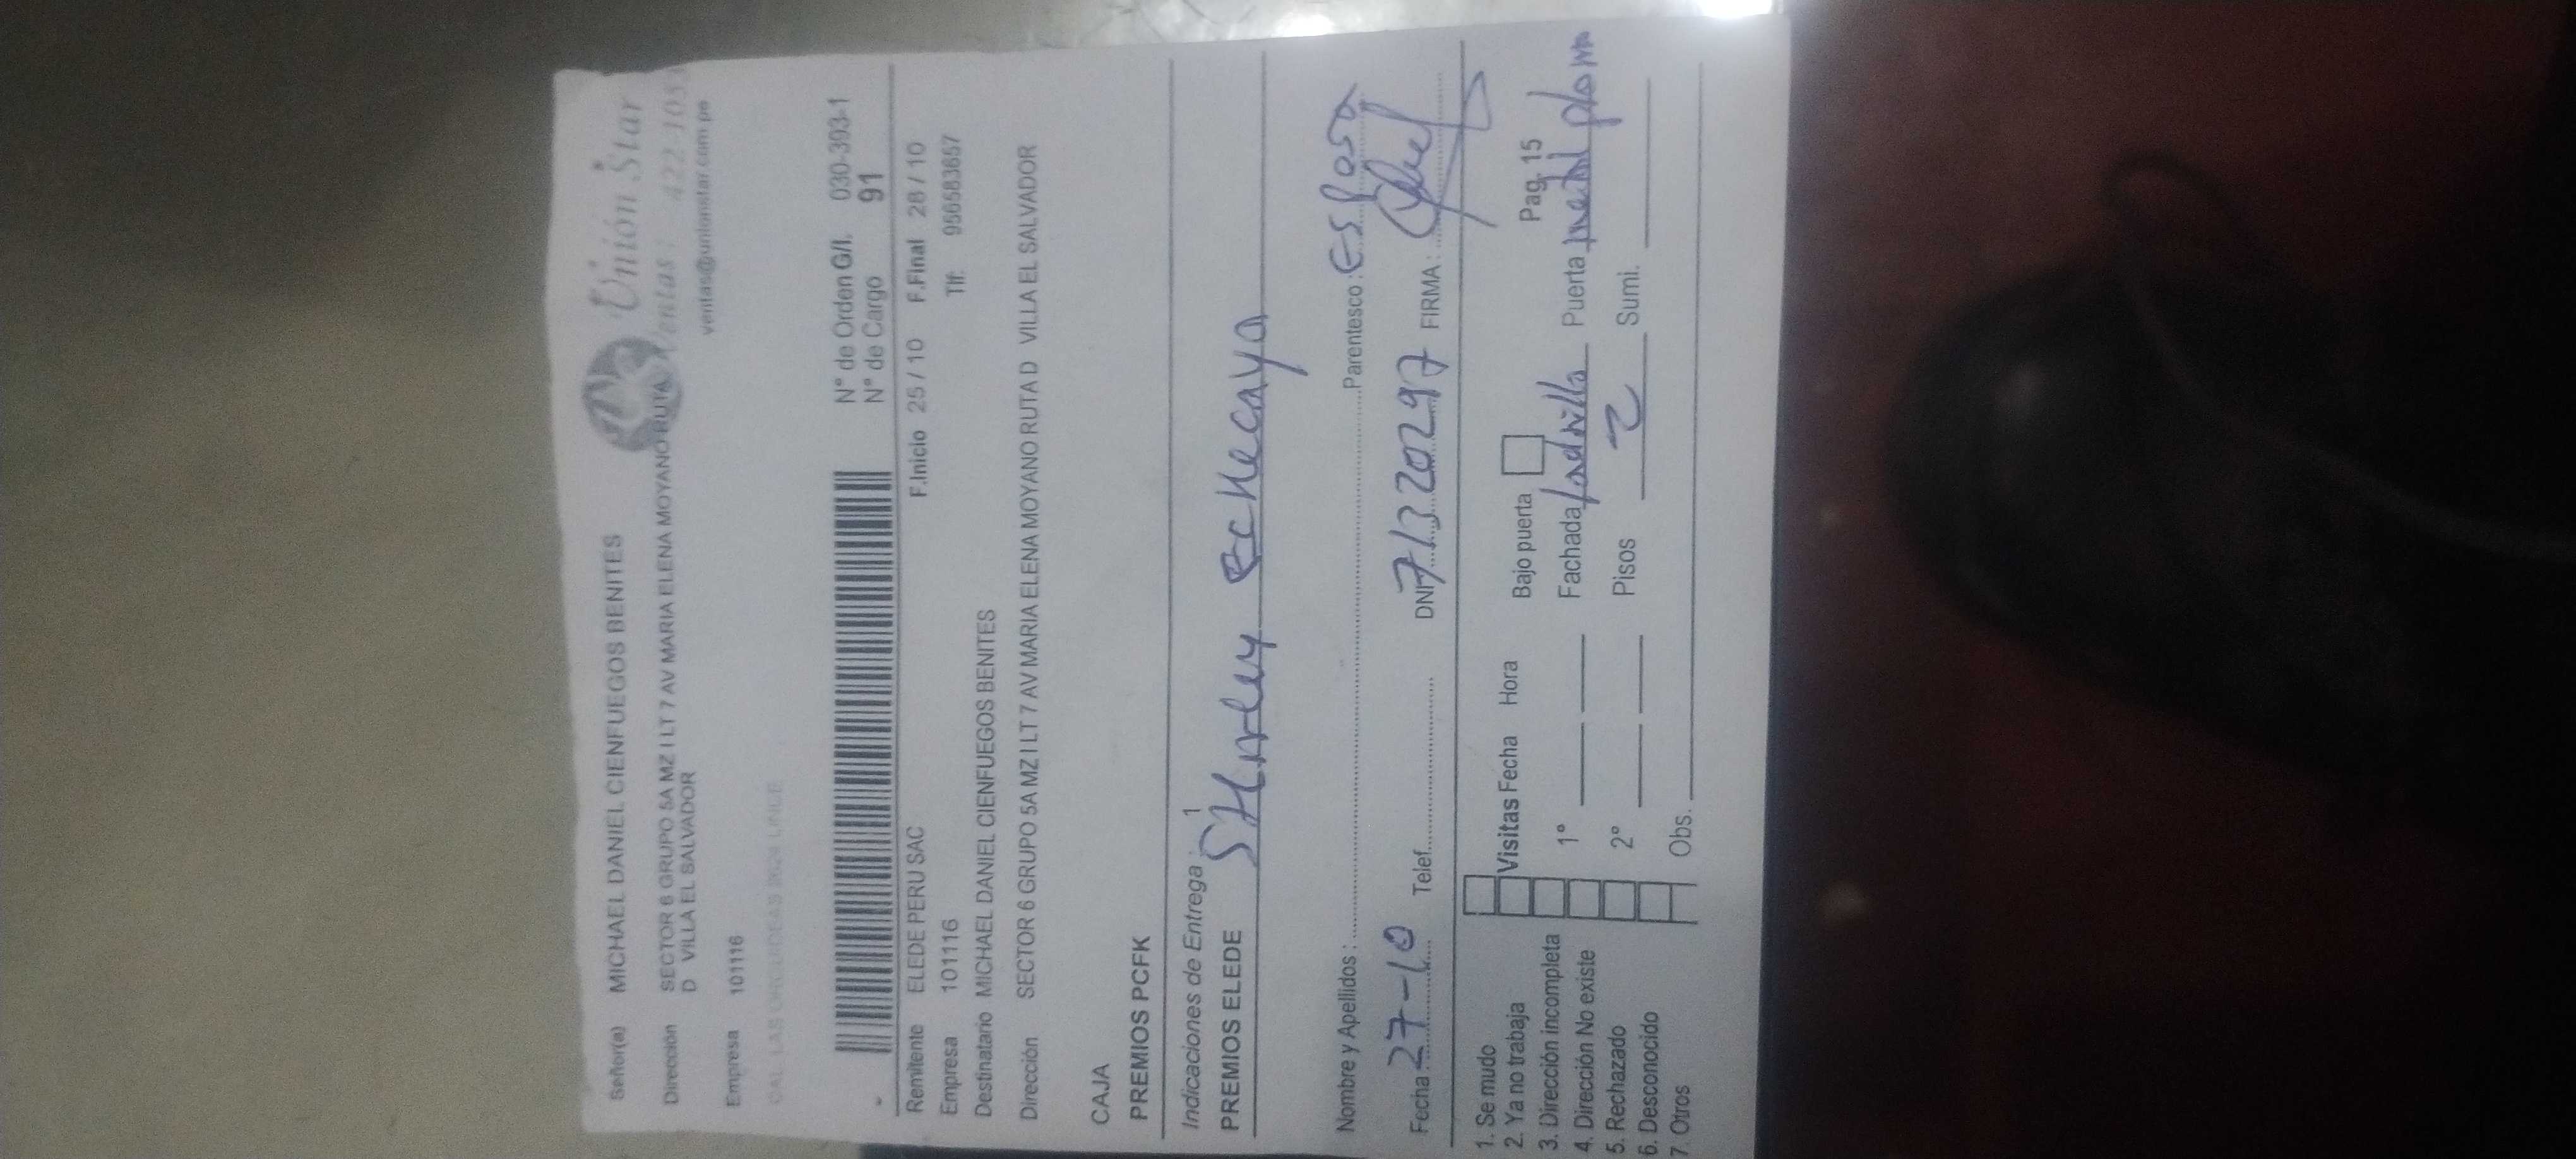 Unión Star
Ventas: 422-105
ventas@unionstar.com.pe
Señor(a) MICHAEL DANIEL CIENFUEGOS BENITES
Dirección SECTOR 6 GRUPO 5A MZ I LT 7 AV MARIA ELENA MOYANO RUTA
D VILLA EL SALVADOR
Empresa 101116
N° de Orden G/I. 030-393-1
N° de Cargo 91
Remitente ELEDE PERU SAC F.Inicio 25 / 10 F.Final 28 / 10
Empresa 101116 Tlf: 956583657
Destinatario MICHAEL DANIEL CIENFUEGOS BENITES
Dirección SECTOR 6 GRUPO 5A MZ I LT 7 AV MARIA ELENA MOYANO RUTA D VILLA EL SALVADOR
CAJA
PREMIOS PCFK
Indicaciones de Entrega : 1
PREMIOS ELEDE
SHirley echecaya
Nombre y Apellidos : Parentesco : esposa
Fecha : 27-10 Telef. DNI 71320297 FIRMA :
1. Se mudo
2. Ya no trabaja
3. Dirección incompleta
4. Dirección No existe
5. Rechazado
6. Desconocido
7. Otros
Visitas Fecha Hora Bajo puerta Pag. 15
1° Fachada ladrillo Puerta metal plomo
2° Pisos 2 Sumi.
Obs.